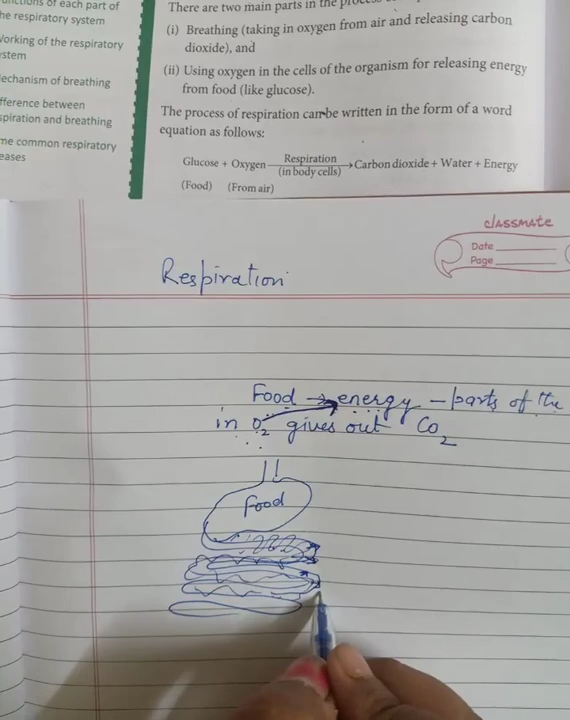 of each part of
he respiratory system
Working of the respiratory
ystem
echanism of breathing
fference between
spiration and breathing
me common respiratory
eases
There are two main parts in the
(i) Breathing (taking in oxygen from air and releasing carbon
dioxide), and
(ii) Using oxygen in the cells of the organism for releasing energy
from food (like glucose).
The process of respiration can be written in the form of a word
equation as follows:
Glucose + Oxygen Respiration (in body cells) → Carbon dioxide + Water + Energy
(Food) (From air)
classmate
Date
Page
Respiration
Food → energy - parts of the
in O2 gives out Co2
Food